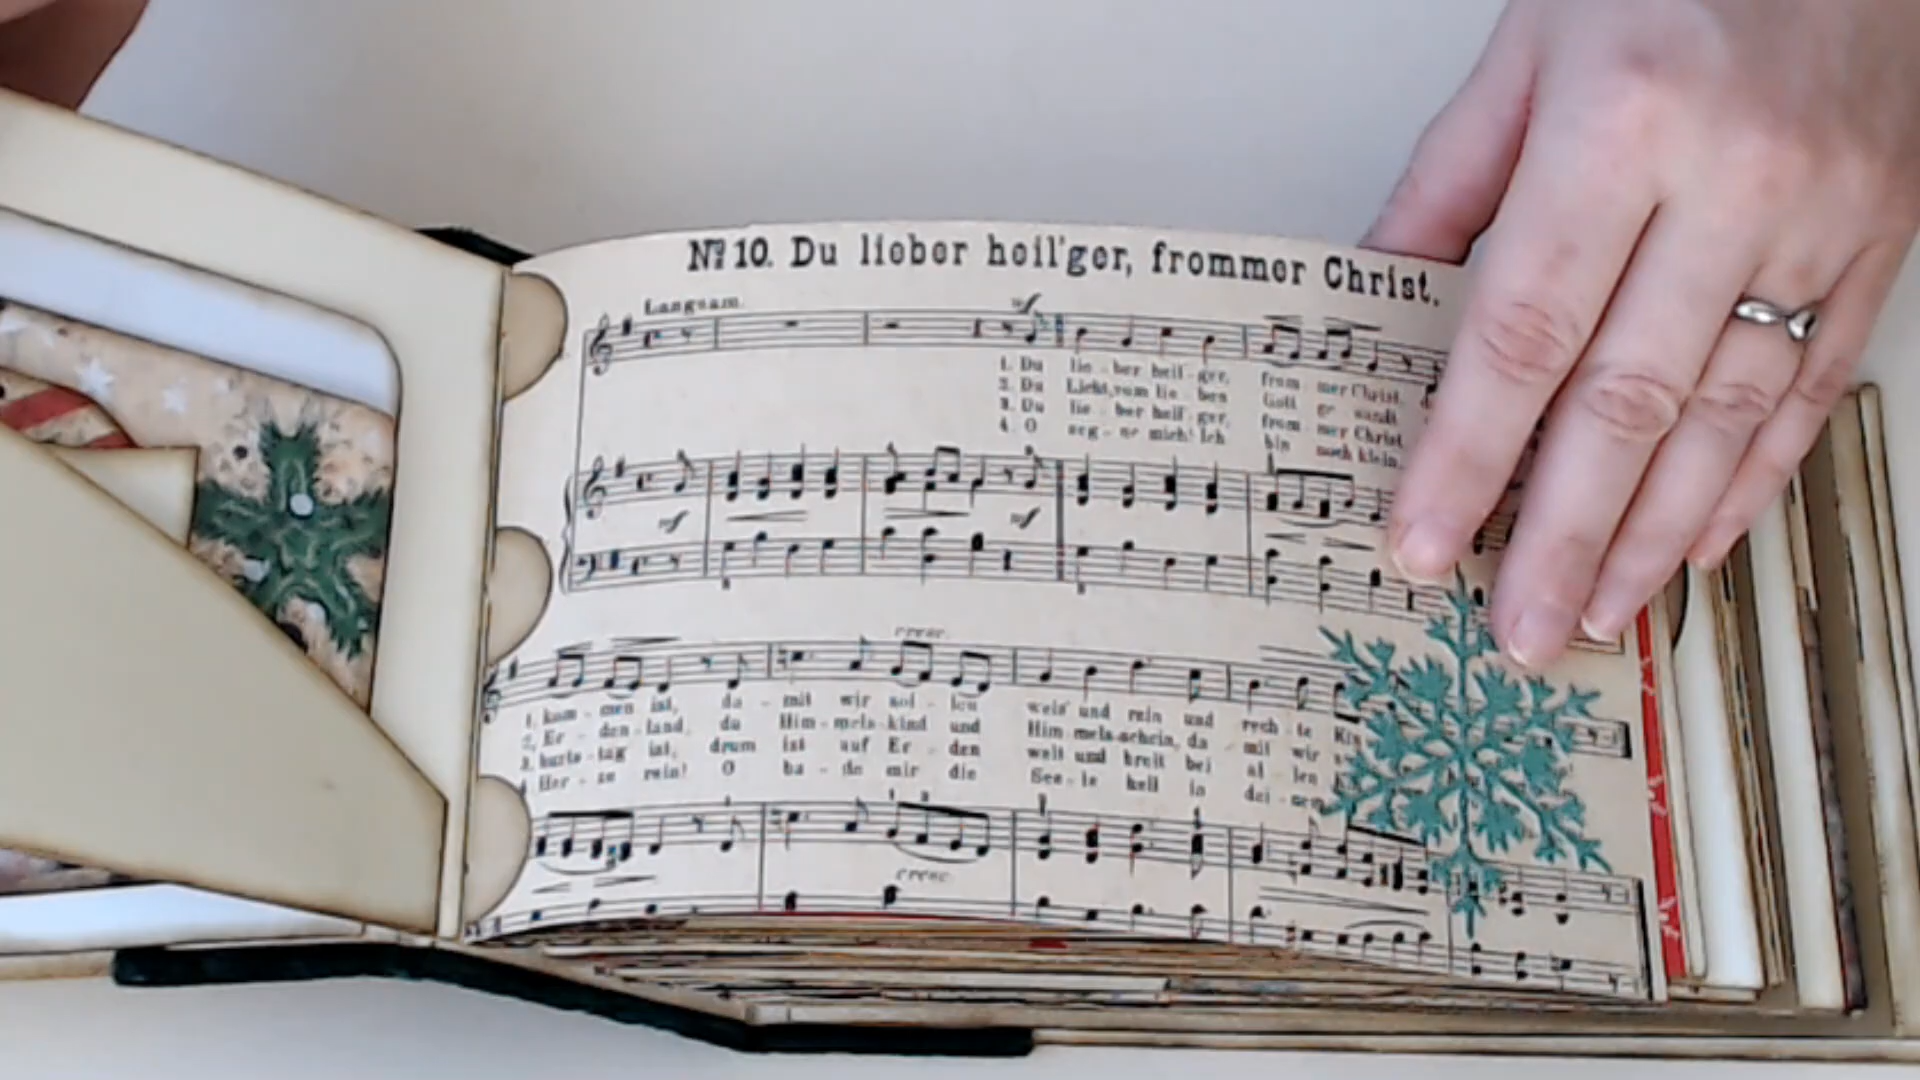 No 10. Du lieber heil'ger, frommer Christ.
Langsam.
mf
1. Du lie - ber heil - ger, from - mer Christ,
2. Du Licht, vom lie - ben Gott ge - sandt
3. Du lie - ber heil - ger, from - mer Christ
4. O seg - ne mich! Ich bin noch klein,
mf mf
cresc.
1. kom - men ist, da - mit wir sol - len weis' und rein und rech - te
2. Er - den - land, du Him - mels - kind und Him - mels - schein, da - mit wir
3. burts - tag ist, drum ist auf Er - den weit und breit bei al - len
4. Her - ze rein! O ba - de mir die See - le hell in dei - nem
cresc.